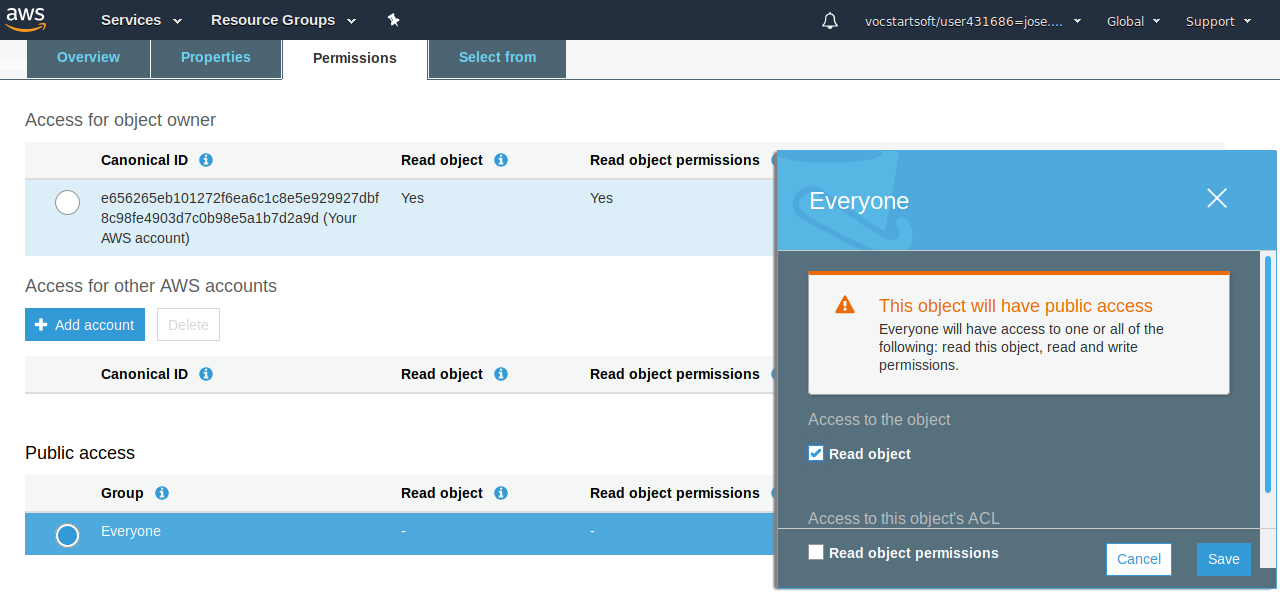 aws
Services
Resource Groups
vocstartsoft/user431686=jose....
Global
Support
Overview
Properties
Permissions
Select from
Access for object owner
Canonical ID
Read object
Read object permissions
e656265eb101272f6ea6c1c8e5e929927dbf
8c98fe4903d7c0b98e5a1b7d2a9d (Your
AWS account)
Yes
Yes
Access for other AWS accounts
Add account
Delete
Canonical ID
Read object
Read object permissions
Public access
Group
Read object
Read object permissions
Everyone
-
-
Everyone
This object will have public access
Everyone will have access to one or all of the
following: read this object, read and write
permissions.
Access to the object
Read object
Access to this object's ACL
Read object permissions
Cancel
Save